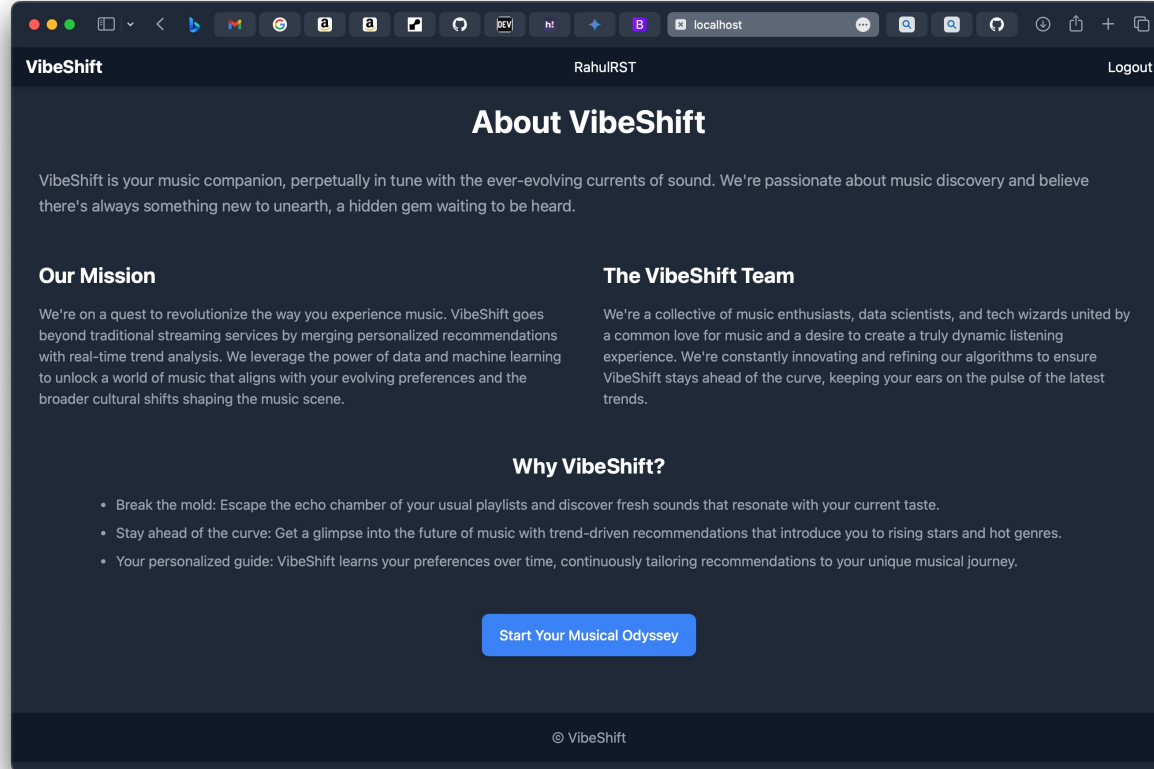 DEV
h!
B
localhost
VibeShift
RahulRST
Logout
About VibeShift
VibeShift is your music companion, perpetually in tune with the ever-evolving currents of sound. We're passionate about music discovery and believe
there's always something new to unearth, a hidden gem waiting to be heard.
Our Mission
We're on a quest to revolutionize the way you experience music. VibeShift goes
beyond traditional streaming services by merging personalized recommendations
with real-time trend analysis. We leverage the power of data and machine learning
to unlock a world of music that aligns with your evolving preferences and the
broader cultural shifts shaping the music scene.
The VibeShift Team
We're a collective of music enthusiasts, data scientists, and tech wizards united by
a common love for music and a desire to create a truly dynamic listening
experience. We're constantly innovating and refining our algorithms to ensure
VibeShift stays ahead of the curve, keeping your ears on the pulse of the latest
trends.
Why VibeShift?
• Break the mold: Escape the echo chamber of your usual playlists and discover fresh sounds that resonate with your current taste.
• Stay ahead of the curve: Get a glimpse into the future of music with trend-driven recommendations that introduce you to rising stars and hot genres.
• Your personalized guide: VibeShift learns your preferences over time, continuously tailoring recommendations to your unique musical journey.
Start Your Musical Odyssey
© VibeShift